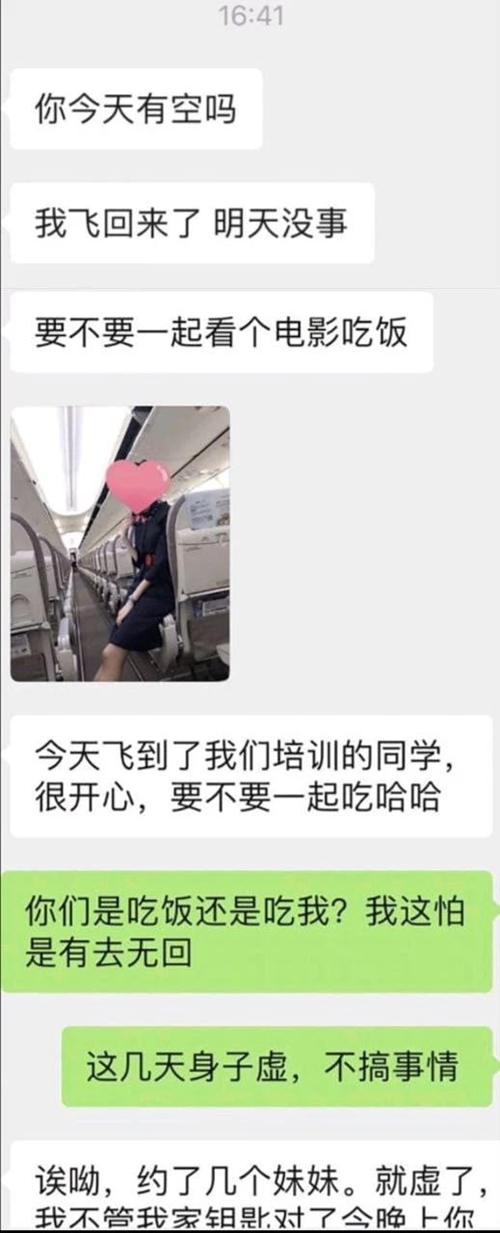 16:41
你今天有空吗
我飞回来了 明天没事
要不要一起看个电影吃饭
今天飞到了我们培训的同学，
很开心，要不要一起吃哈哈
你们是吃饭还是吃我？我这怕
是有去无回
这几天身子虚，不搞事情
诶呦，约了几个妹妹。就虚了，
我不管我家钥匙对了今晚上你